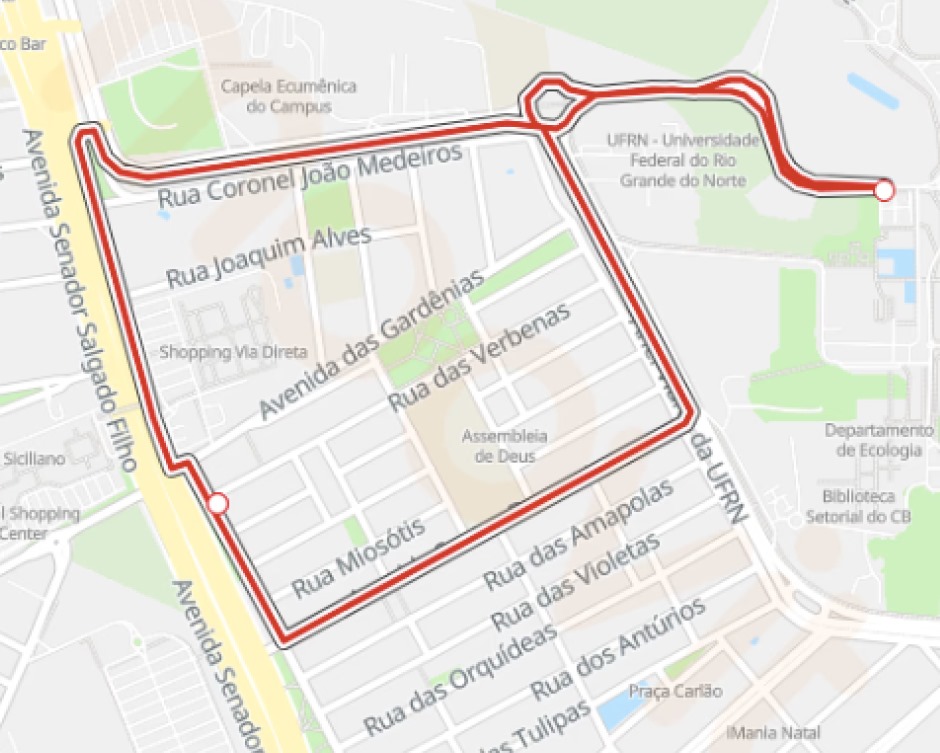 co Bar
Capela Ecumênica
do Campus
UFRN - Universidade
Federal do Rio
Grande do Norte
Rua Coronel João Medeiros
Avenida Senador Salgado Filho
Rua Joaquim Alves
Avenida das Gardênias
Shopping Via Direta
Rua das Verbenas
Assembleia
de Deus
Departamento
de Ecologia
Siciliano
da UFRN
l Shopping
Center
Biblioteca
Setorial do CB
Rua Miosótis
Rua das Amapolas
Rua das Violetas
Avenida Senador
Rua das Orquídeas
Rua dos Antúrios
Praça Carlão
das Tulipas
iMania Natal